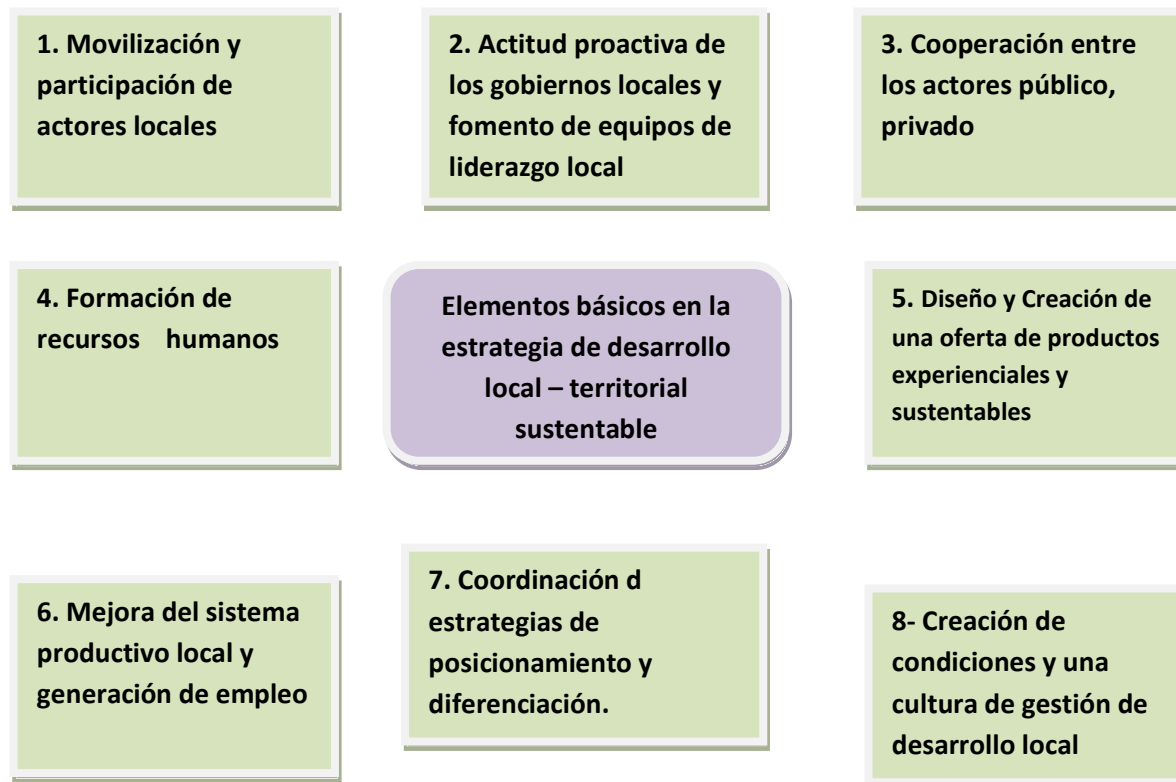 1. Movilización y
participación de
actores locales
2. Actitud proactiva de
los gobiernos locales y
fomento de equipos de
liderazgo local
3. Cooperación entre
los actores público,
privado
4. Formación de
recursos humanos
Elementos básicos en la
estrategia de desarrollo
local – territorial
sustentable
5. Diseño y Creación de
una oferta de productos
experienciales y
sustentables
6. Mejora del sistema
productivo local y
generación de empleo
7. Coordinación d
estrategias de
posicionamiento y
diferenciación.
8- Creación de
condiciones y una
cultura de gestión de
desarrollo local